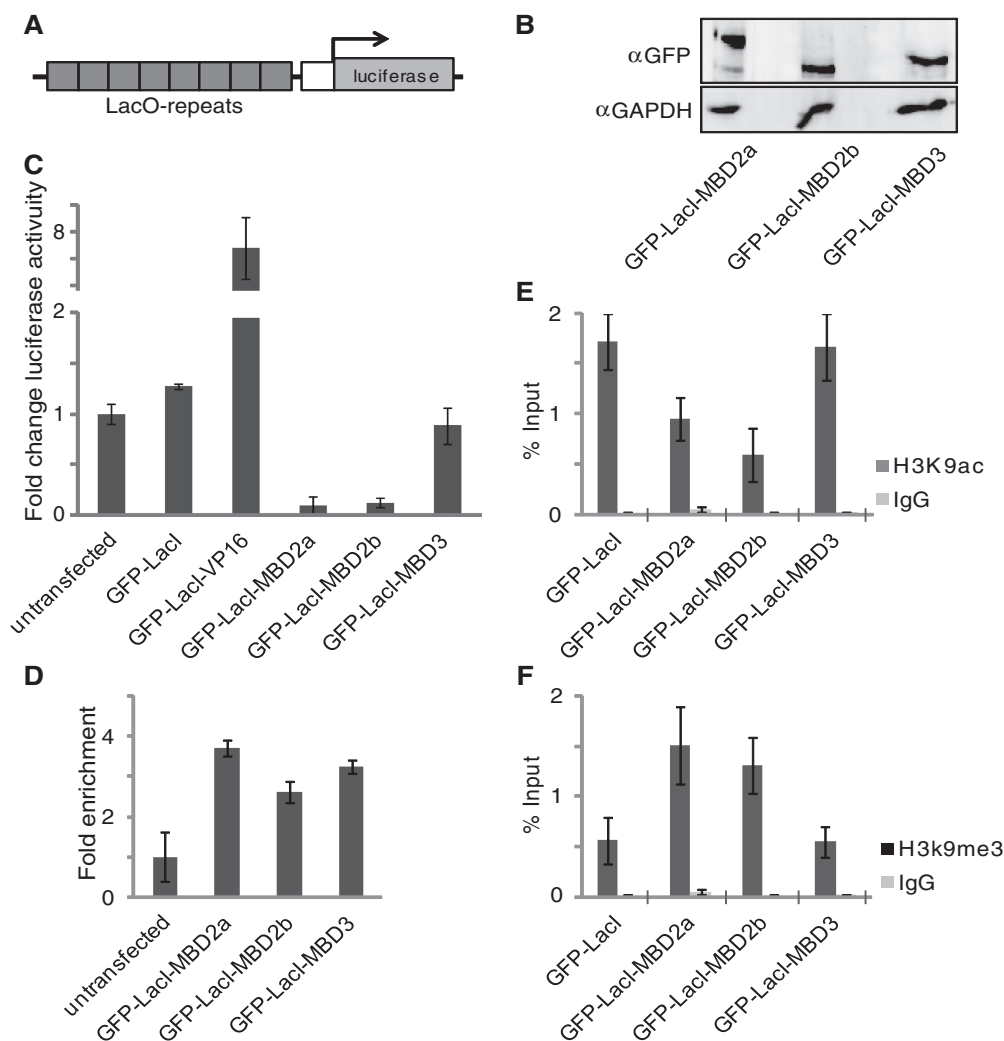 A
luciferase
LacO-repeats
B
αGFP
αGAPDH
GFP-LacI-MBD2a
GFP-LacI-MBD2b
GFP-LacI-MBD3
C
Fold change luciferase activuity
8
2
1
0
untransfected
GFP-LacI
GFP-LacI-VP16
GFP-LacI-MBD2a
GFP-LacI-MBD2b
GFP-LacI-MBD3
D
Fold enrichment
4
2
0
untransfected
GFP-LacI-MBD2a
GFP-LacI-MBD2b
GFP-LacI-MBD3
E
% Input
2
1
0
H3K9ac
IgG
GFP-LacI
GFP-LacI-MBD2a
GFP-LacI-MBD2b
GFP-LacI-MBD3
F
% Input
2
1
0
H3k9me3
IgG
GFP-LacI
GFP-LacI-MBD2a
GFP-LacI-MBD2b
GFP-LacI-MBD3